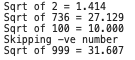 Sqrt of 2 = 1.414
Sqrt of 736 = 27.129
Sqrt of 100 = 10.000
Skipping -ve number
Sqrt of 999 = 31.607